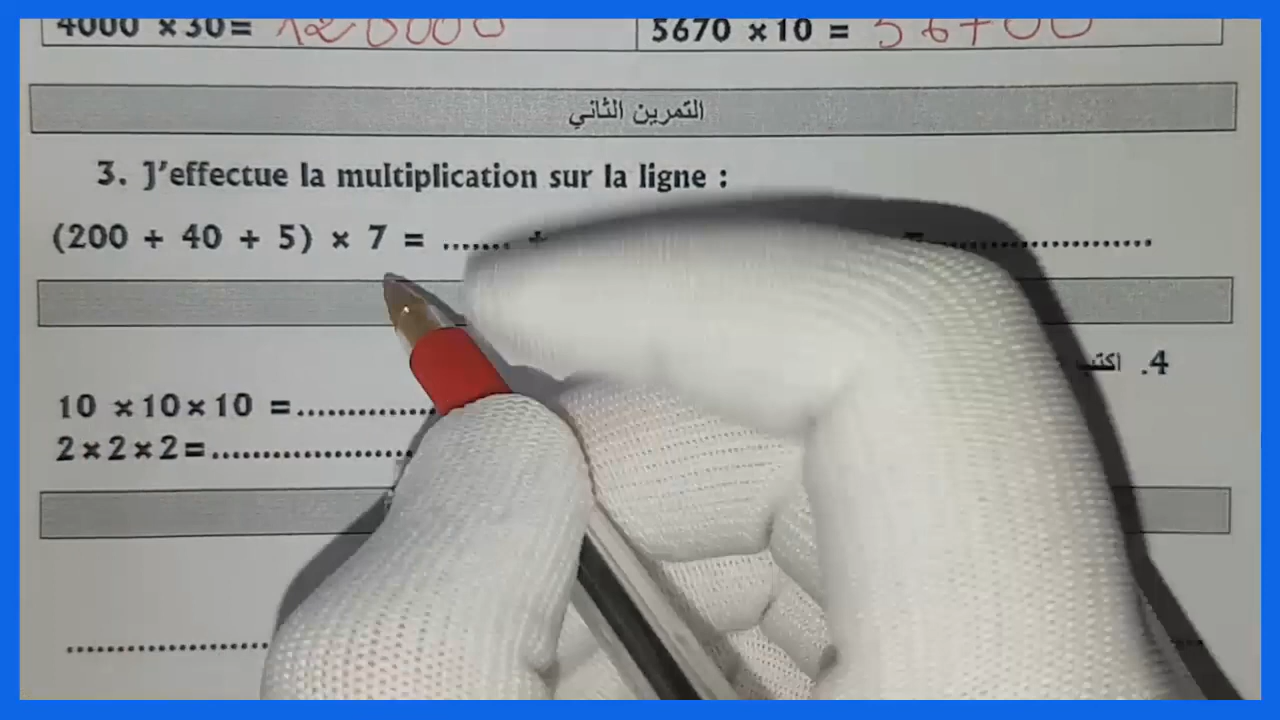 4000 ×30= 120000
5670 ×10 = 56700
التمرين الثاني
3. J'effectue la multiplication sur la ligne :
(200 + 40 + 5) × 7 = ....... + =.................
4. اكتب
10 ×10×10 =..............
2×2×2=....................